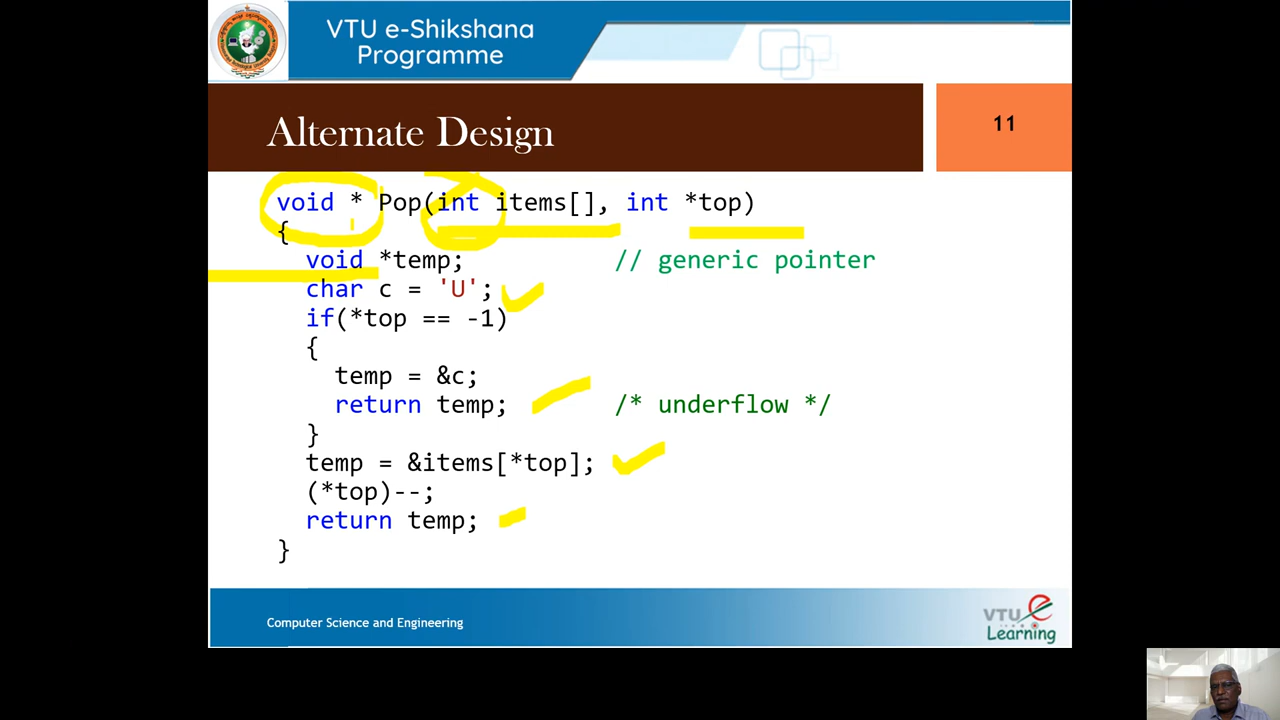 VTU e-Shikshana
Programme
Alternate Design
11
void * Pop(int items[], int *top)
{
void *temp; // generic pointer
char c = 'U';
if(*top == -1)
{
temp = &c;
return temp; /* underflow */
}
temp = &items[*top];
(*top)--;
return temp;
}
Computer Science and Engineering
VTU e
Learning